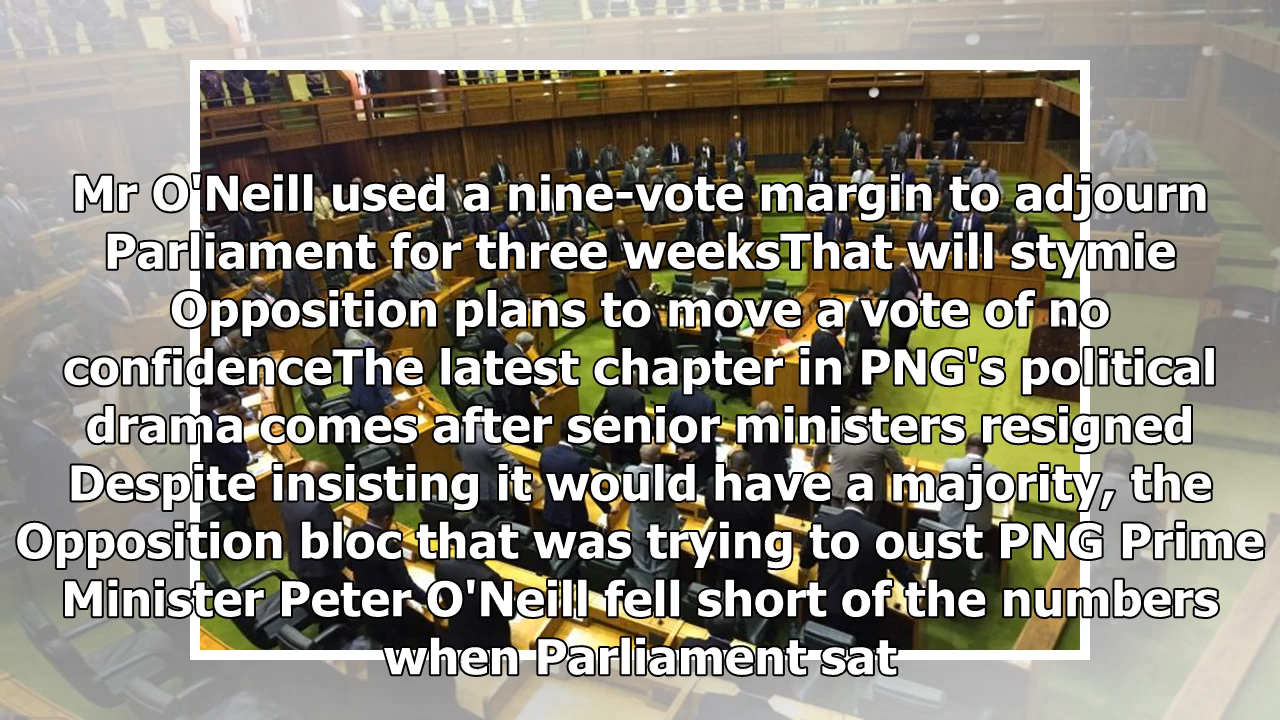 Mr O'Neill used a nine-vote margin to adjourn
Parliament for three weeksThat will stymie
Opposition plans to move a vote of no
confidenceThe latest chapter in PNG's political
drama comes after senior ministers resigned
Despite insisting it would have a majority, the
Opposition bloc that was trying to oust PNG Prime
Minister Peter O'Neill fell short of the numbers
when Parliament sat